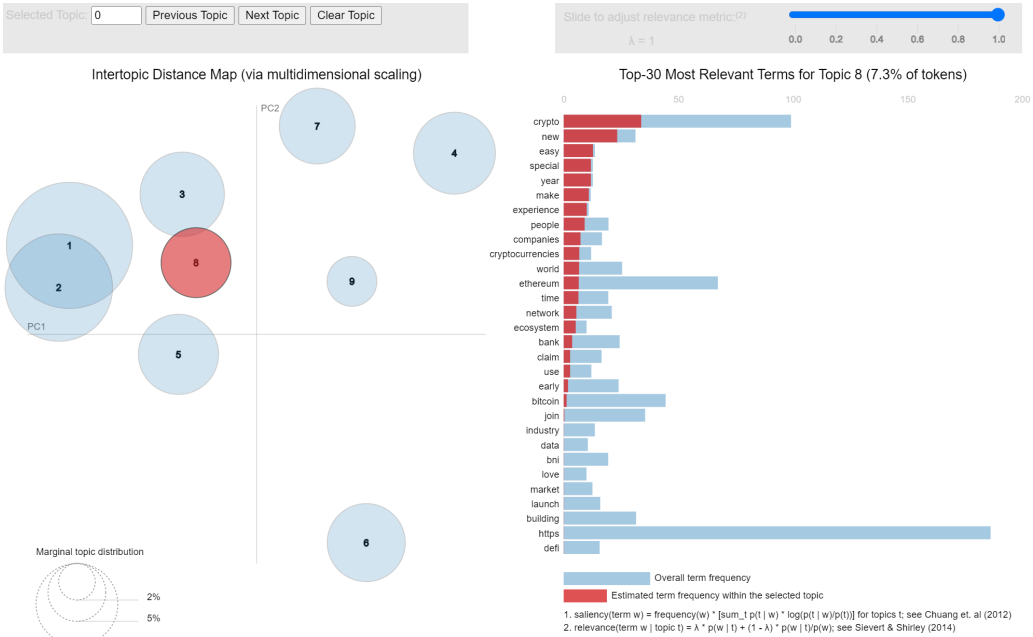 Selected Topic: 0 Previous Topic Next Topic Clear Topic
Slide to adjust relevance metric:(2)
λ = 1
0.0 0.2 0.4 0.6 0.8 1.0
Intertopic Distance Map (via multidimensional scaling)
PC2
PC1
1
2
3
4
5
6
7
8
9
Marginal topic distribution
2%
5%
Top-30 Most Relevant Terms for Topic 8 (7.3% of tokens)
0 50 100 150 200
crypto
new
easy
special
year
make
experience
people
companies
cryptocurrencies
world
ethereum
time
network
ecosystem
bank
claim
use
early
bitcoin
join
industry
data
bni
love
market
launch
building
https
defi
Overall term frequency
Estimated term frequency within the selected topic
1. saliency(term w) = frequency(w) * [sum_t p(t | w) * log(p(t | w)/p(t))] for topics t; see Chuang et. al (2012)
2. relevance(term w | topic t) = λ * p(w | t) + (1 - λ) * p(w | t)/p(w); see Sievert & Shirley (2014)